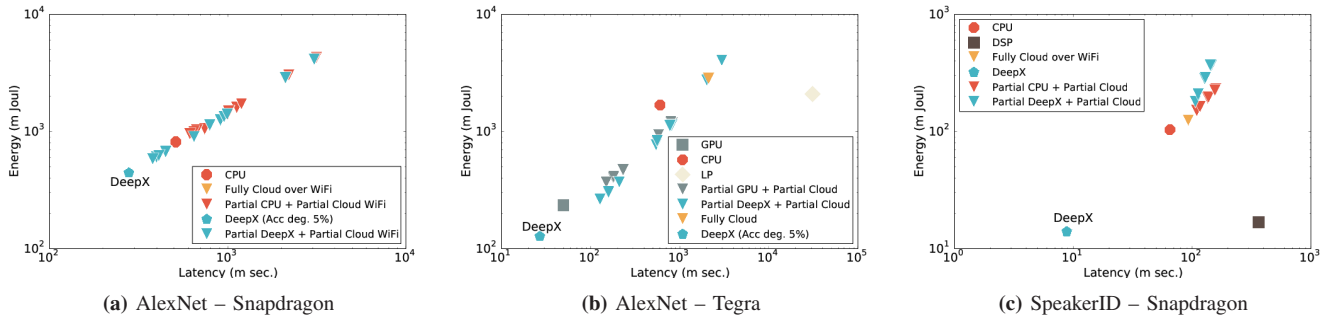 10^4
10^3
10^2
Energy (m Joul)
DeepX
CPU
Fully Cloud over WiFi
Partial CPU + Partial Cloud WiFi
DeepX (Acc deg. 5%)
Partial DeepX + Partial Cloud WiFi
10^2
10^3
10^4
Latency (m sec.)
(a) AlexNet – Snapdragon
10^4
10^3
10^2
Energy (m Joul)
DeepX
GPU
CPU
LP
Partial GPU + Partial Cloud
Partial DeepX + Partial Cloud
Fully Cloud
DeepX (Acc deg. 5%)
10^1
10^2
10^3
10^4
10^5
Latency (m sec.)
(b) AlexNet – Tegra
10^3
10^2
10^1
Energy (m Joul)
CPU
DSP
Fully Cloud over WiFi
DeepX
Partial CPU + Partial Cloud
Partial DeepX + Partial Cloud
DeepX
10^0
10^1
10^2
10^3
Latency (m sec.)
(c) SpeakerID – Snapdragon